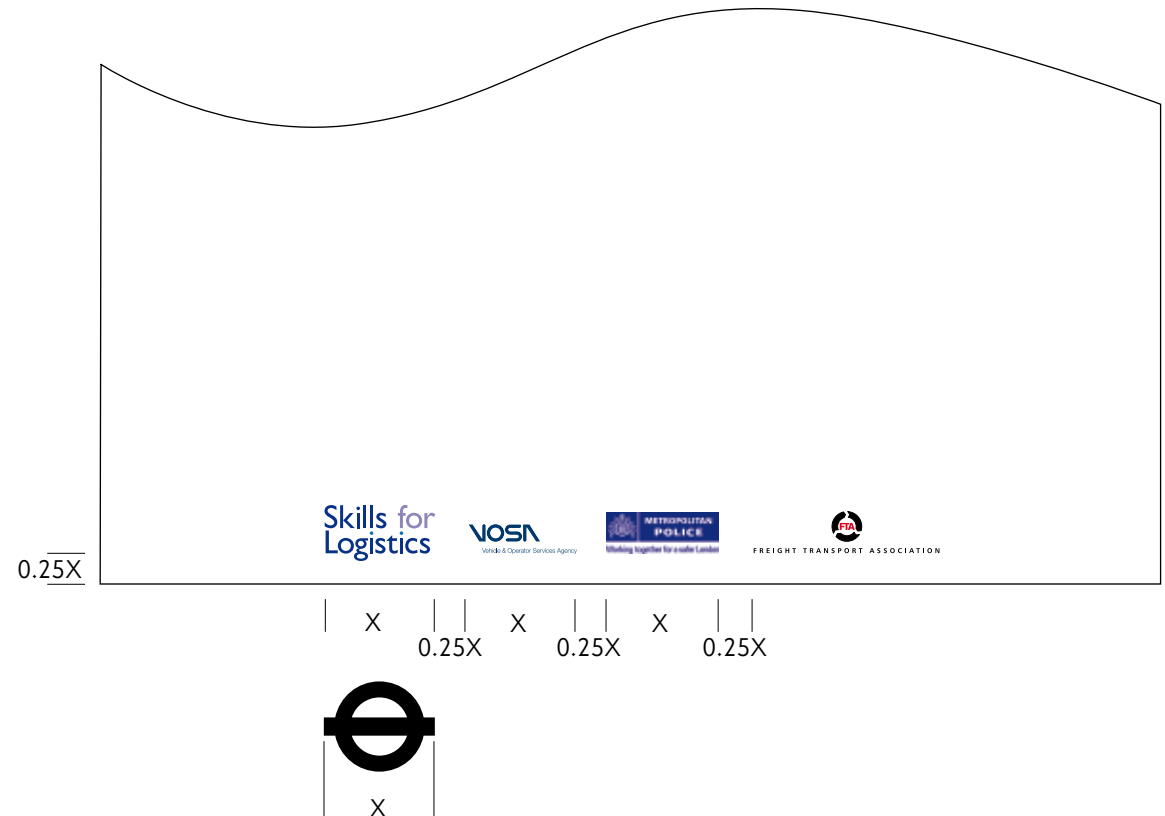 Skills for
Logistics
VOSA
Vehicle & Operator Services Agency
METROPOLITAN
POLICE
Working together for a safer London
FTA
FREIGHT TRANSPORT ASSOCIATION
0.25X
X
X
X
0.25X
0.25X
0.25X
X